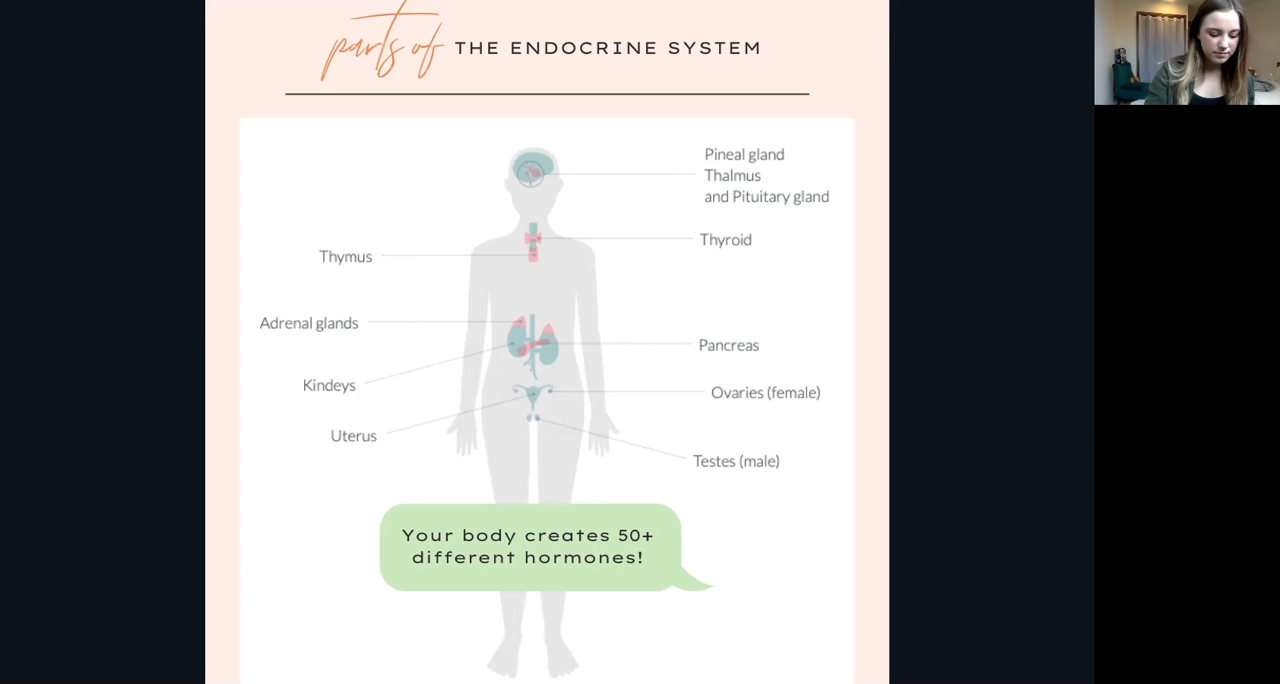 parts of THE ENDOCRINE SYSTEM
Pineal gland
Thalmus
and Pituitary gland
Thyroid
Thymus
Adrenal glands
Pancreas
Kindeys
Ovaries (female)
Uterus
Testes (male)
Your body creates 50+
different hormones!